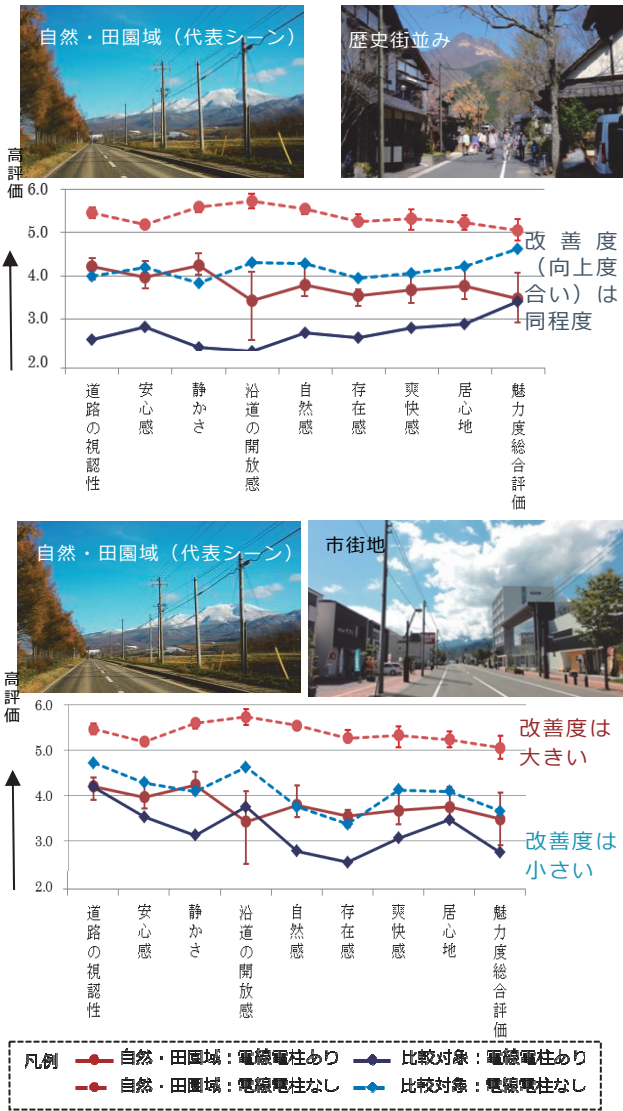 自然・田園域（代表シーン）
歴史街並み
高評価
6.0
5.0
4.0
3.0
2.0
改善度
（向上度
合い）は
同程度
道路の視認性
安心感
静かさ
沿道の開放感
自然感
存在感
爽快感
居心地
魅力度総合評価
自然・田園域（代表シーン）
市街地
高評価
6.0
5.0
4.0
3.0
2.0
改善度は
大きい
改善度は
小さい
道路の視認性
安心感
静かさ
沿道の開放感
自然感
存在感
爽快感
居心地
魅力度総合評価
凡例
自然・田園域：電線電柱あり
比較対象：電線電柱あり
自然・田園域：電線電柱なし
比較対象：電線電柱なし